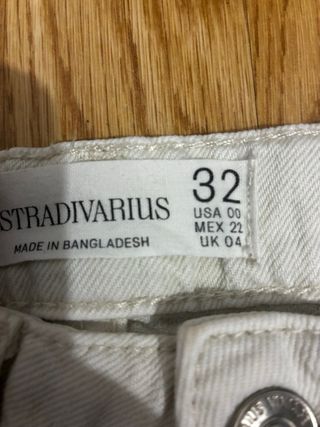 STRADIVARIUS
MADE IN BANGLADESH
32
USA 00
MEX 22
UK 04